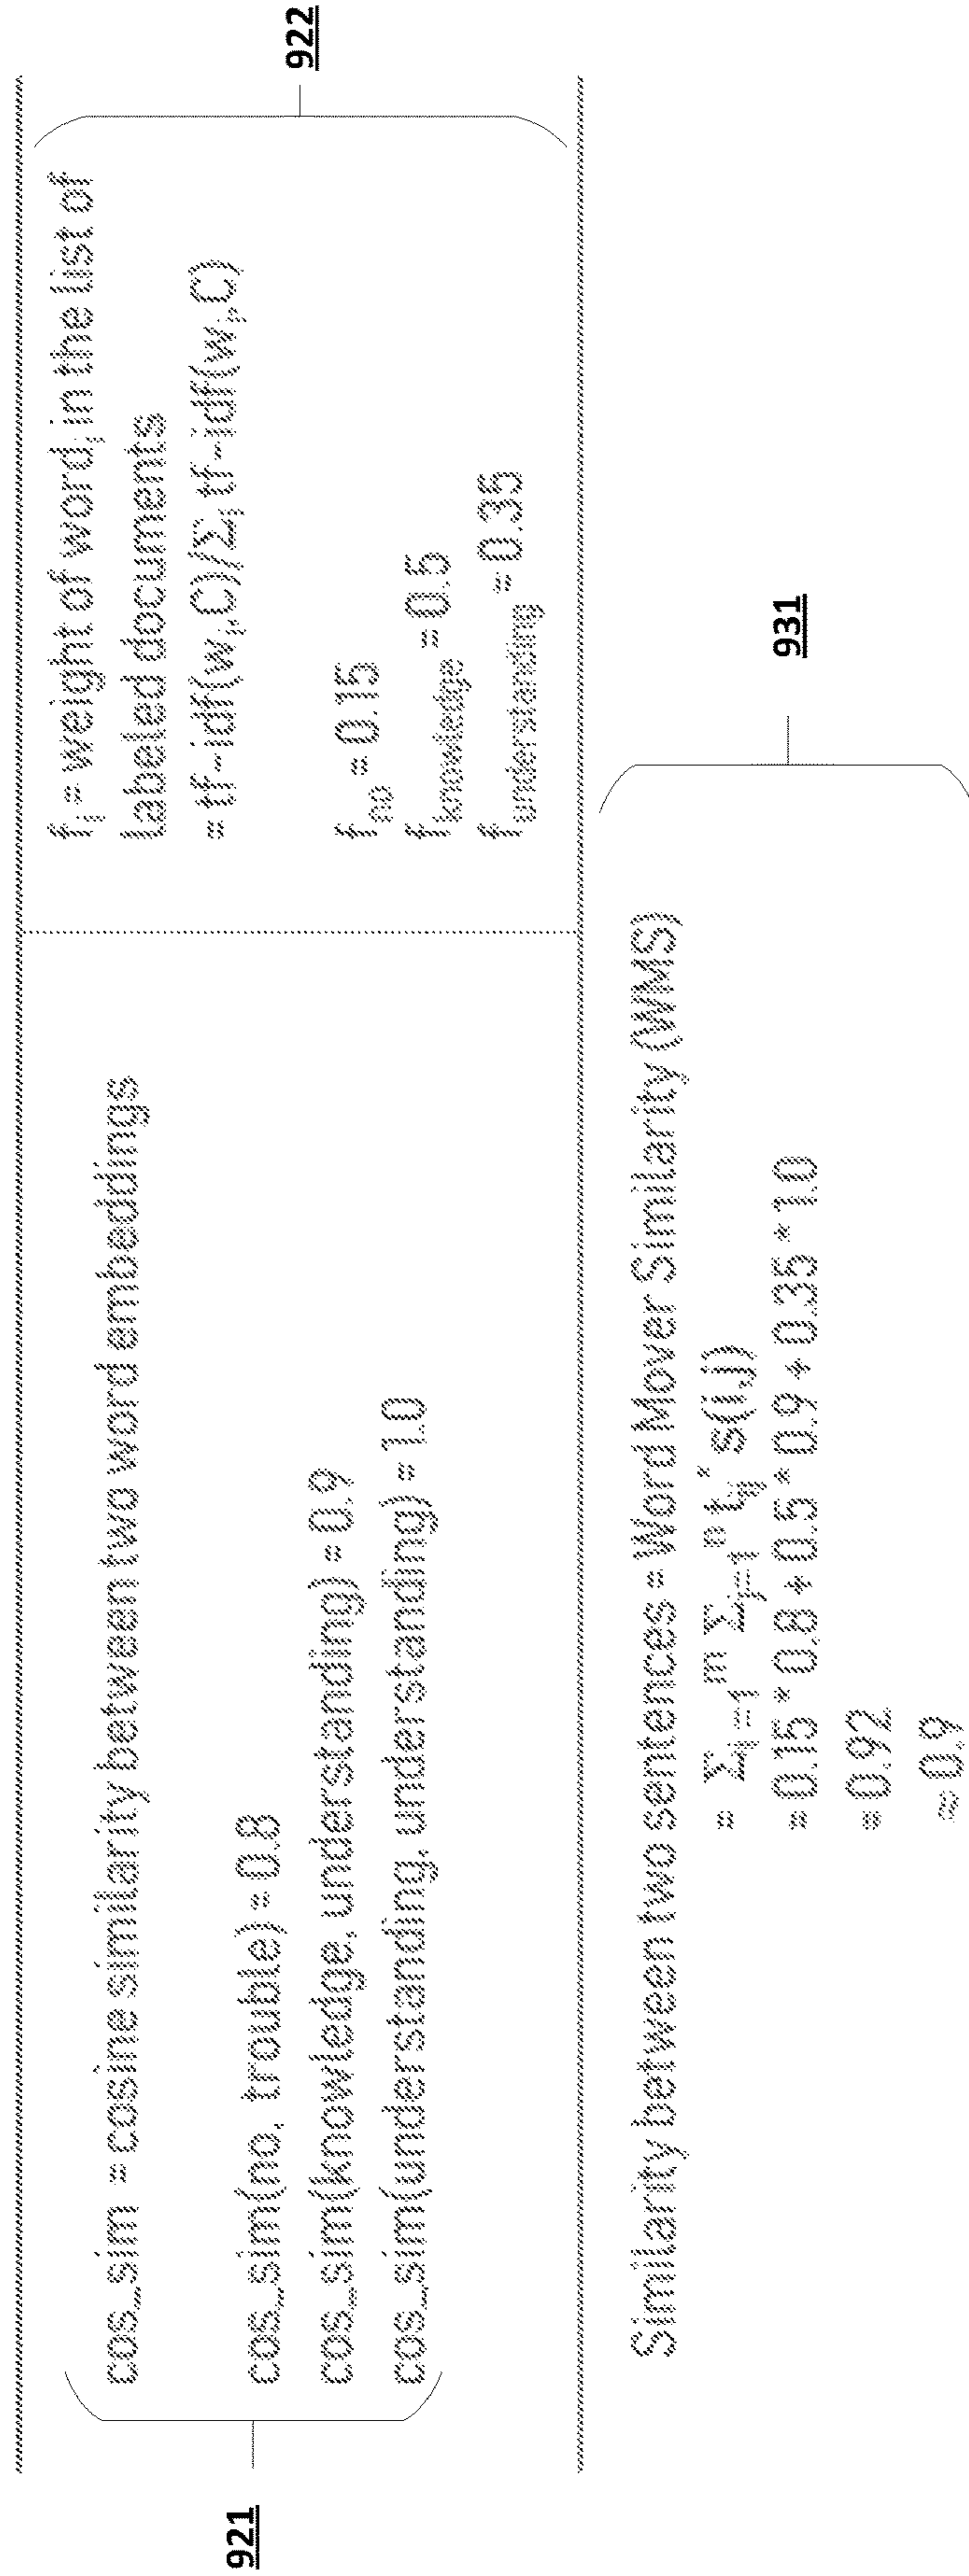 921
cos_sim = cosine similarity between two word embeddings
cos_sim(no, trouble) = 0.8
cos_sim(knowledge, understanding) = 0.9
cos_sim(understanding, understanding) = 1.0
922
fᵢ = weight of wordᵢ in the list of
labeled documents
= tf-idf(wᵢ,C)/Σᵢ tf-idf(wᵢ,C)
f_no = 0.15
f_knowledge = 0.5
f_understanding = 0.35
931
Similarity between two sentences = Word Mover Similarity (WMS)
= Σᵢ₌₁ᵐ Σⱼ₌₁ⁿ tᵢⱼ* s(i,j)
= 0.15 * 0.8 + 0.5 * 0.9 + 0.35 * 1.0
= 0.92
≈ 0.9